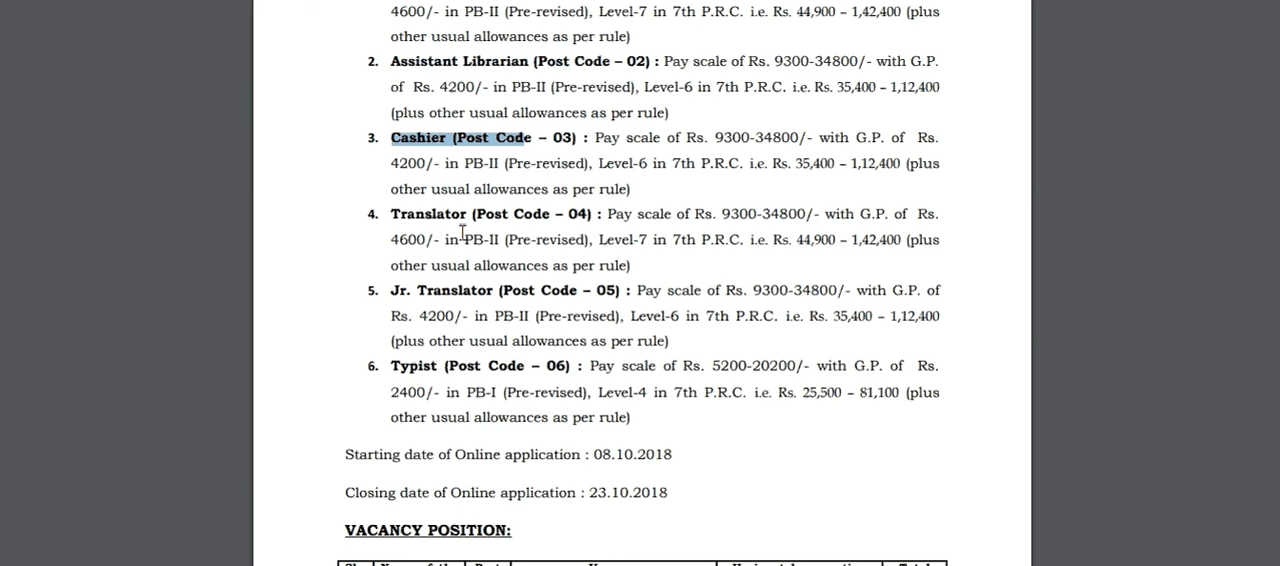 4600/- in PB-II (Pre-revised), Level-7 in 7th P.R.C. i.e. Rs. 44,900 – 1,42,400 (plus
other usual allowances as per rule)
2. Assistant Librarian (Post Code – 02) : Pay scale of Rs. 9300-34800/- with G.P.
of Rs. 4200/- in PB-II (Pre-revised), Level-6 in 7th P.R.C. i.e. Rs. 35,400 – 1,12,400
(plus other usual allowances as per rule)
3. Cashier (Post Code – 03) : Pay scale of Rs. 9300-34800/- with G.P. of Rs.
4200/- in PB-II (Pre-revised), Level-6 in 7th P.R.C. i.e. Rs. 35,400 – 1,12,400 (plus
other usual allowances as per rule)
4. Translator (Post Code – 04) : Pay scale of Rs. 9300-34800/- with G.P. of Rs.
4600/- in PB-II (Pre-revised), Level-7 in 7th P.R.C. i.e. Rs. 44,900 – 1,42,400 (plus
other usual allowances as per rule)
5. Jr. Translator (Post Code – 05) : Pay scale of Rs. 9300-34800/- with G.P. of
Rs. 4200/- in PB-II (Pre-revised), Level-6 in 7th P.R.C. i.e. Rs. 35,400 – 1,12,400
(plus other usual allowances as per rule)
6. Typist (Post Code – 06) : Pay scale of Rs. 5200-20200/- with G.P. of Rs.
2400/- in PB-I (Pre-revised), Level-4 in 7th P.R.C. i.e. Rs. 25,500 – 81,100 (plus
other usual allowances as per rule)
Starting date of Online application : 08.10.2018
Closing date of Online application : 23.10.2018
VACANCY POSITION: